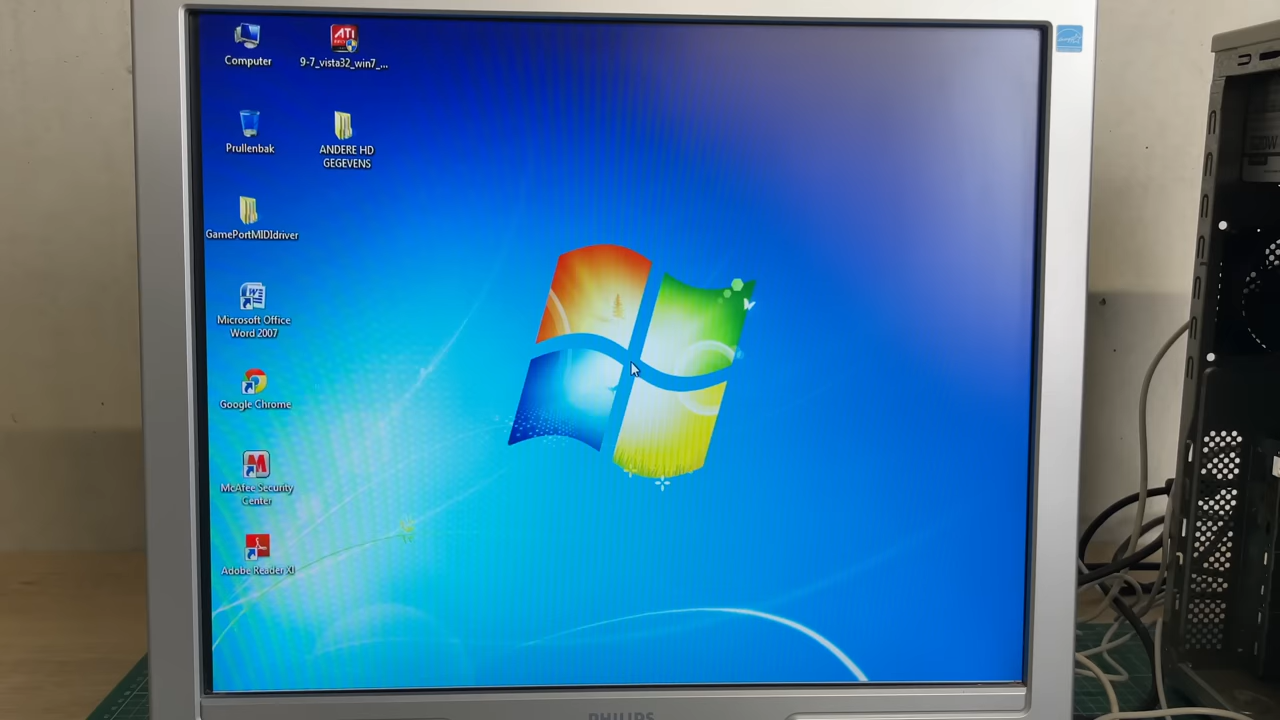 Computer
9-7_vista32_win7_...
Prullenbak
ANDERE HD
GEGEVENS
GamePortMIDIdriver
Microsoft Office
Word 2007
Google Chrome
McAfee Security
Center
Adobe Reader XI
ATI
PHILIPS